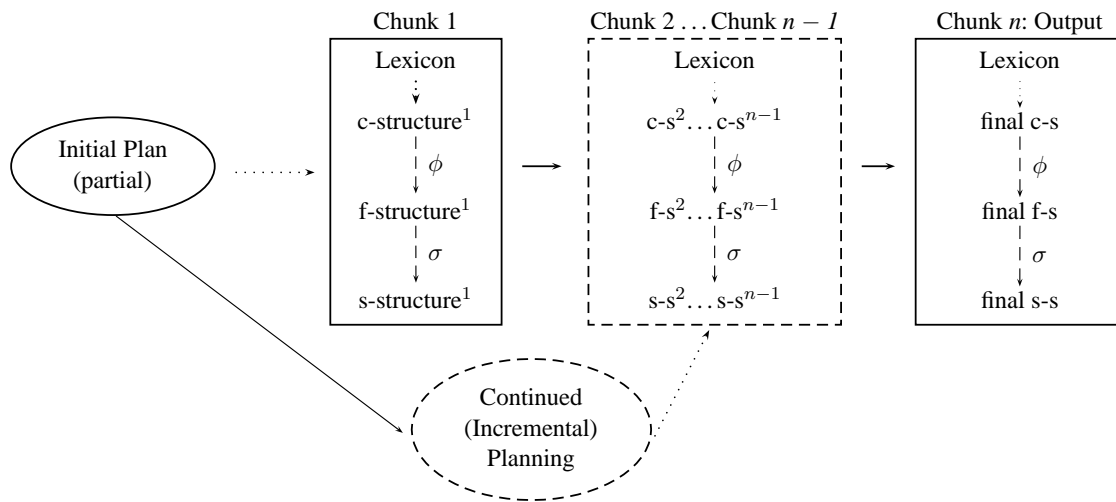 Chunk 1
Chunk 2 . . . Chunk n − 1
Chunk n: Output
Initial Plan
(partial)
Lexicon
c-structure¹
ϕ
f-structure¹
σ
s-structure¹
Lexicon
c-s². . . c-sⁿ⁻¹
ϕ
f-s². . . f-sⁿ⁻¹
σ
s-s². . . s-sⁿ⁻¹
Lexicon
final c-s
ϕ
final f-s
σ
final s-s
Continued
(Incremental)
Planning